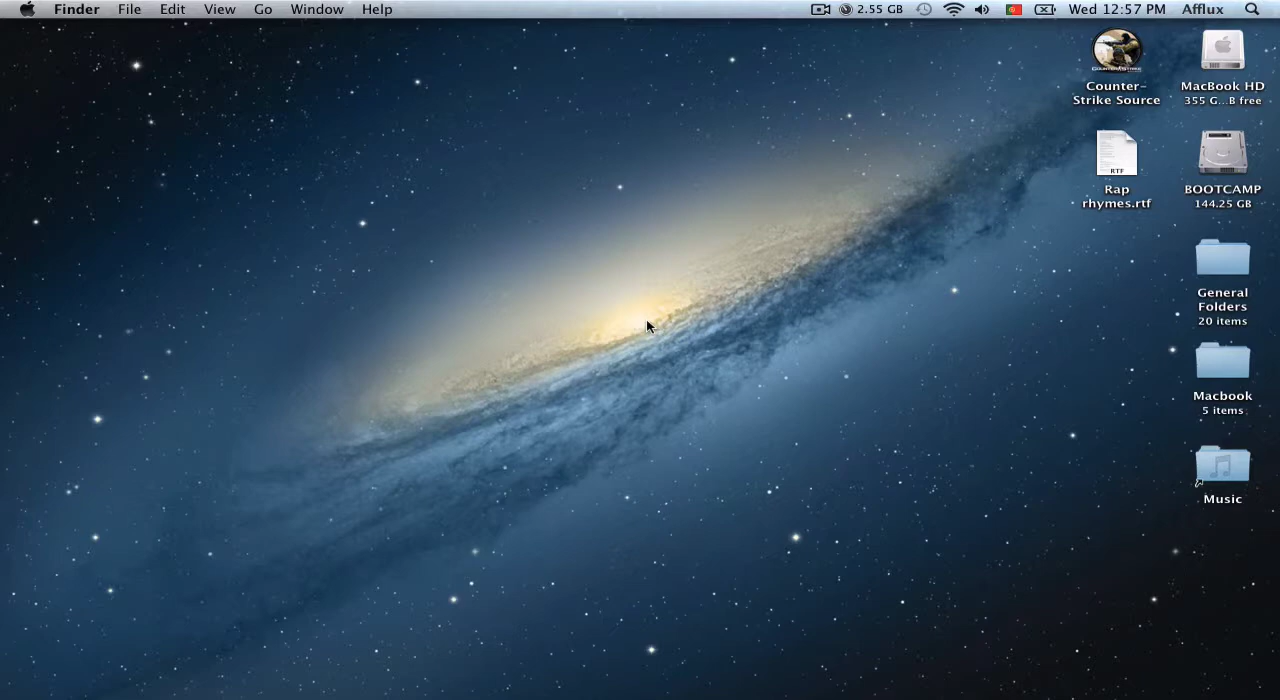 Finder File Edit View Go Window Help 2.55 GB Wed 12:57 PM Afflux
Counter-
Strike Source
MacBook HD
355 G...B free
RTF
Rap
rhymes.rtf
BOOTCAMP
144.25 GB
General
Folders
20 items
Macbook
5 items
Music